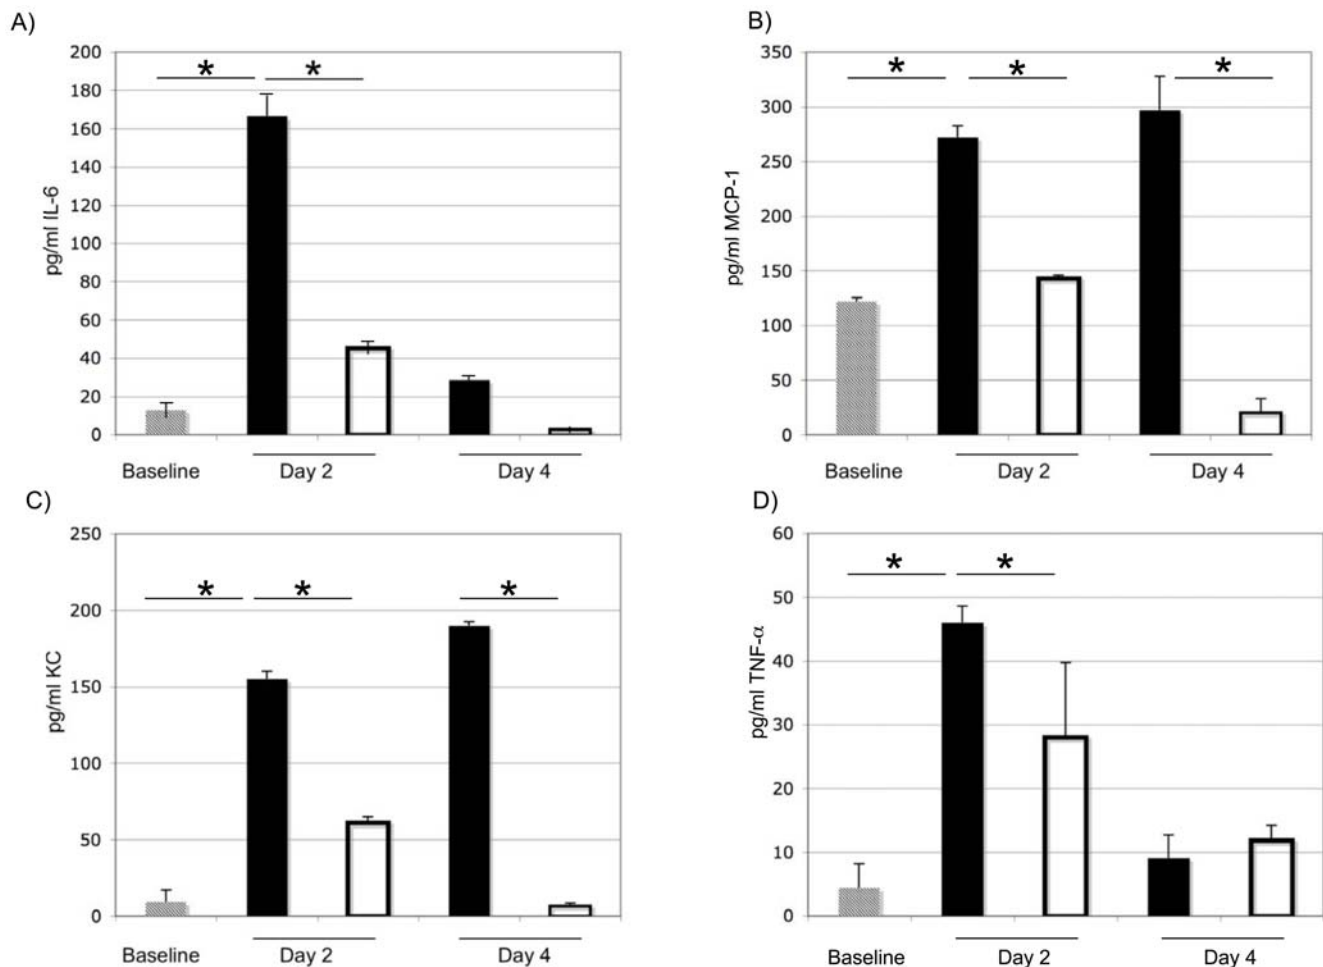 A)
200
180
160
140
120
100
80
60
40
20
0
pg/ml IL-6
* *
Baseline Day 2 Day 4
B)
350
300
250
200
150
100
50
0
pg/ml MCP-1
* * *
Baseline Day 2 Day 4
C)
250
200
150
100
50
0
pg/ml KC
* * *
Baseline Day 2 Day 4
D)
60
50
40
30
20
10
0
pg/ml TNF-α
* *
Baseline Day 2 Day 4